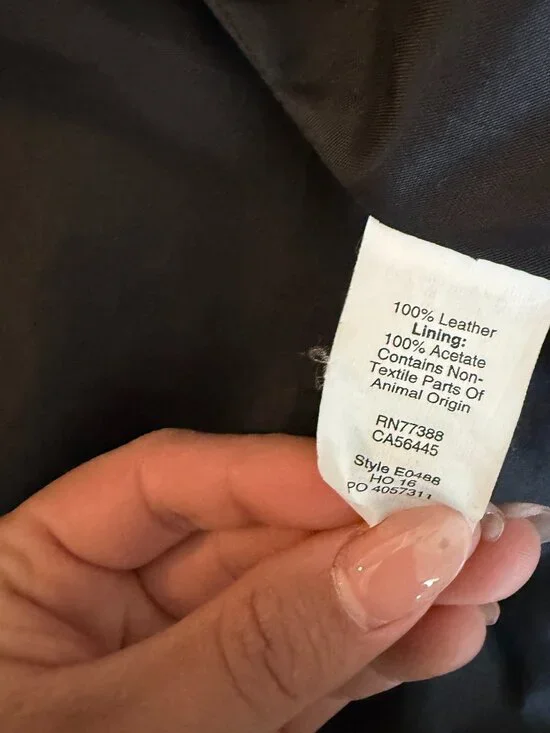 100% Leather
Lining:
100% Acetate
Contains Non-
Textile Parts Of
Animal Origin
RN77388
CA56445
Style E0488
HO 16
PO 4057311